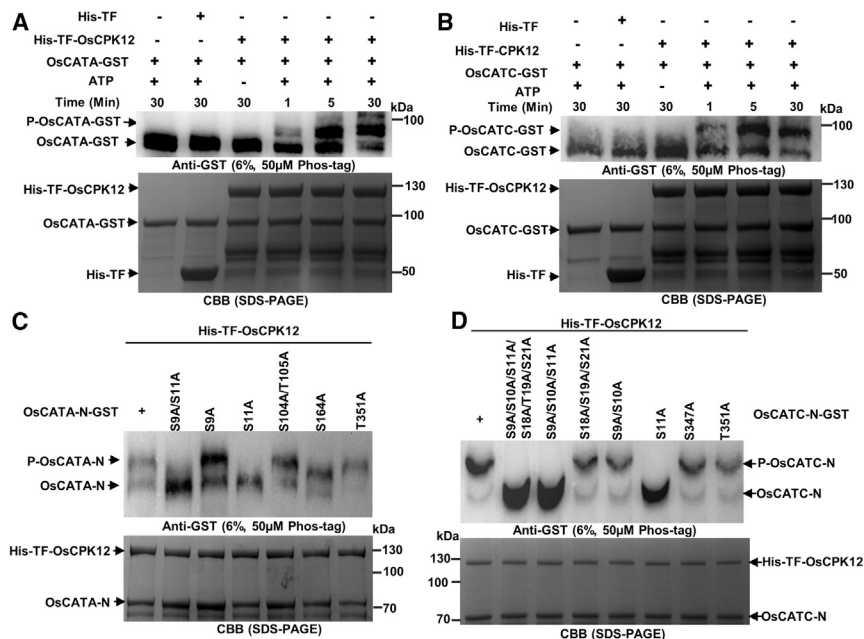 A
His-TF - + - - - -
His-TF-OsCPK12 - - + + + +
OsCATA-GST + + + + + +
ATP + + - + + +
Time (Min) 30 30 30 1 5 30 kDa
P-OsCATA-GST
100
OsCATA-GST
Anti-GST (6%, 50μM Phos-tag)
His-TF-OsCPK12
130
OsCATA-GST
100
His-TF
50
CBB (SDS-PAGE)
B
His-TF - + - - - -
His-TF-CPK12 - - + + + +
OsCATC-GST + + + + + +
ATP + + - + + +
Time (Min) 30 30 30 1 5 30 kDa
P-OsCATC-GST
100
OsCATC-GST
Anti-GST (6%, 50μM Phos-tag)
His-TF-OsCPK12
130
100
OsCATC-GST
His-TF
50
CBB (SDS-PAGE)
C
His-TF-OsCPK12
OsCATA-N-GST + S9A/S11A S9A S11A S104A/T105A S164A T351A
P-OsCATA-N
OsCATA-N
Anti-GST (6%, 50μM Phos-tag)
kDa
His-TF-OsCPK12
130
100
OsCATA-N
70
CBB (SDS-PAGE)
D
His-TF-OsCPK12
+ S9A/S10A/S11A/ S18A/T19A/S21A S9A/S10A/S11A S18A/S19A/S21A S9A/S10A S11A S347A T351A OsCATC-N-GST
P-OsCATC-N
OsCATC-N
Anti-GST (6%, 50μM Phos-tag)
kDa
130
His-TF-OsCPK12
100
70
OsCATC-N
CBB (SDS-PAGE)